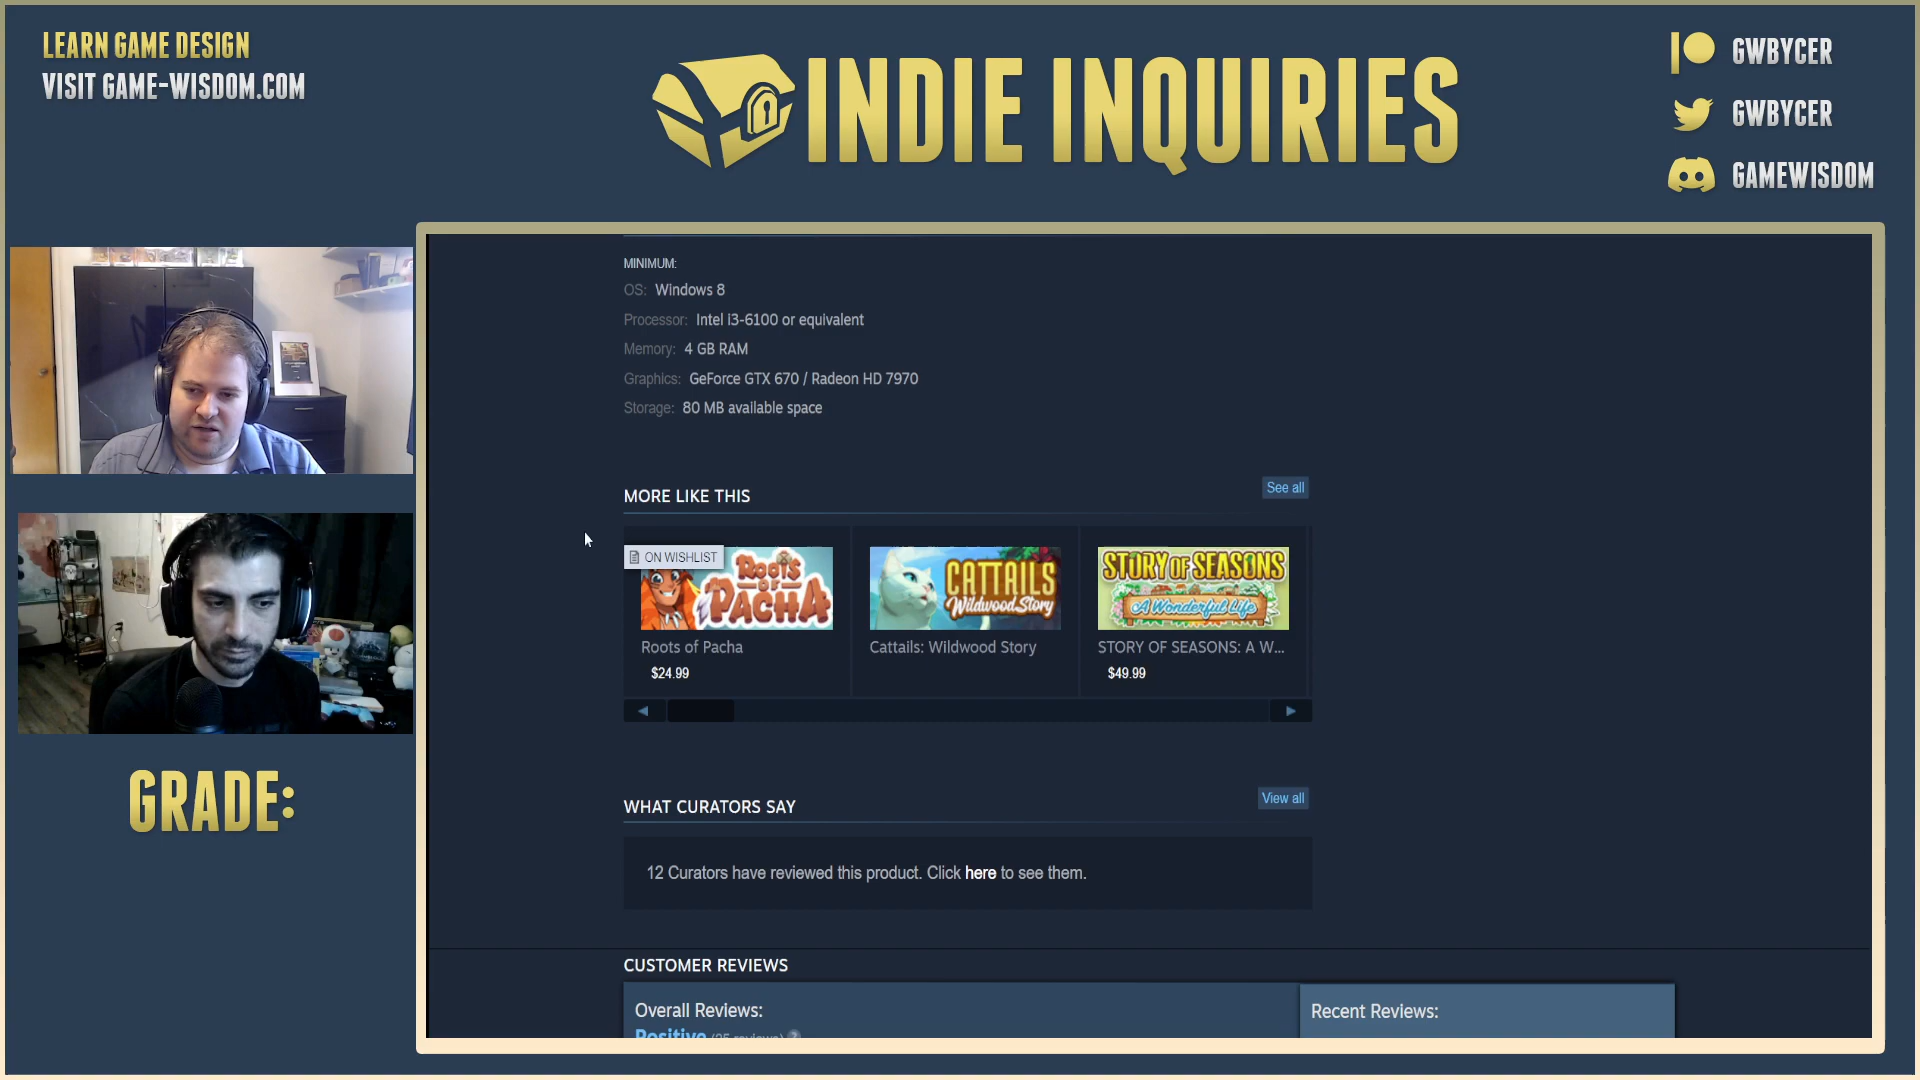 LEARN GAME DESIGN
VISIT GAME-WISDOM.COM
INDIE INQUIRIES
GWBYCER
GWBYCER
GAMEWISDOM
GRADE:
MINIMUM:
OS: Windows 8
Processor: Intel i3-6100 or equivalent
Memory: 4 GB RAM
Graphics: GeForce GTX 670 / Radeon HD 7970
Storage: 80 MB available space
MORE LIKE THIS
See all
ON WISHLIST
ROOTS OF PACHA
CATTAILS Wildwood Story
STORY OF SEASONS A Wonderful Life
Roots of Pacha
Cattails: Wildwood Story
STORY OF SEASONS: A W...
$24.99
$49.99
WHAT CURATORS SAY
View all
12 Curators have reviewed this product. Click here to see them.
CUSTOMER REVIEWS
Overall Reviews:
Recent Reviews:
Positive